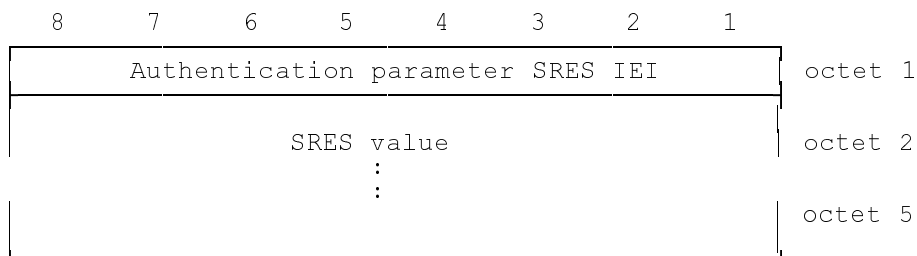 8 7 6 5 4 3 2 1
Authentication parameter SRES IEI octet 1
SRES value octet 2
:
:
octet 5